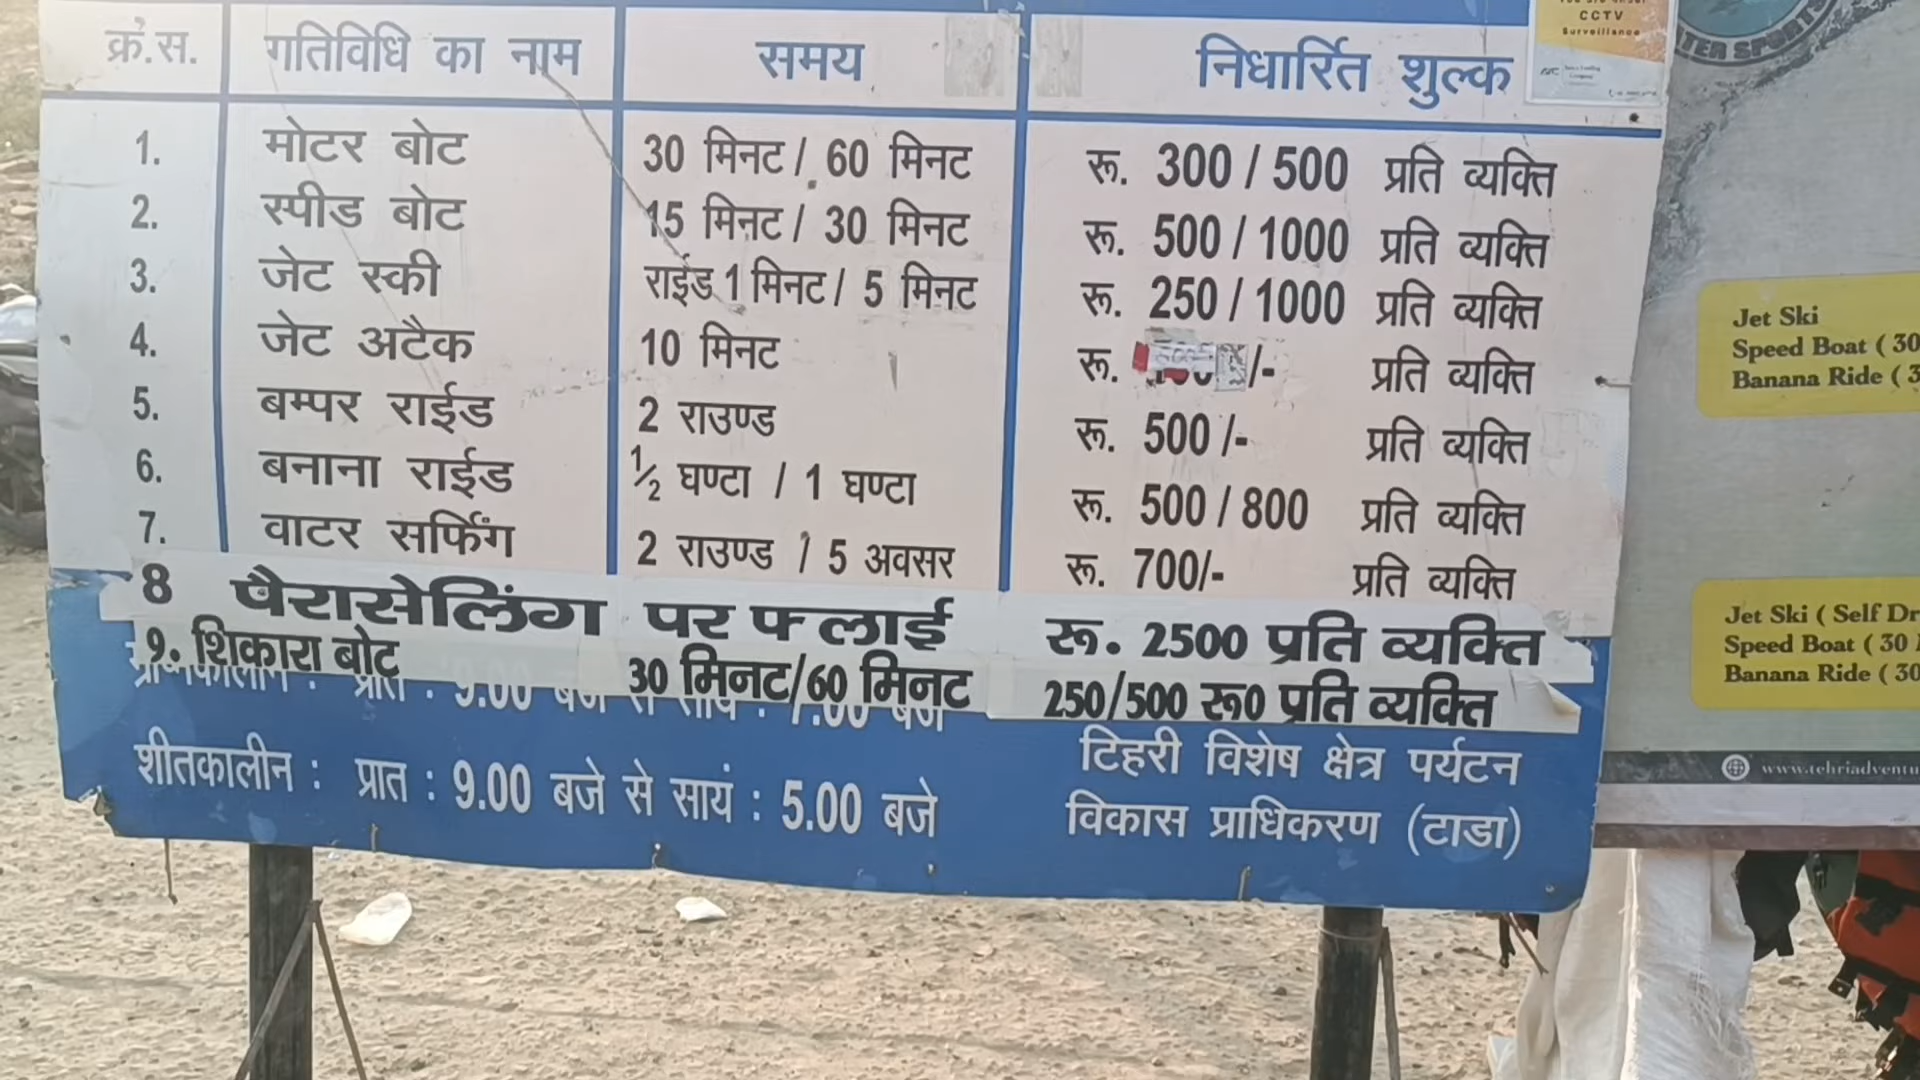 CCTV
Surveillance
क्रं.सं. गतिविधि का नाम समय निर्धारित शुल्क
1. मोटर बोट 30 मिनट / 60 मिनट रू. 300 / 500 प्रति व्यक्ति
2. स्पीड बोट 15 मिनट / 30 मिनट रू. 500 / 1000 प्रति व्यक्ति
3. जेट स्की राईड 1 मिनट / 5 मिनट रू. 250 / 1000 प्रति व्यक्ति
4. जेट अटैक 10 मिनट रू. /- प्रति व्यक्ति
5. बम्पर राईड 2 राउण्ड रू. 500 /- प्रति व्यक्ति
6. बनाना राईड ½ घण्टा / 1 घण्टा रू. 500 / 800 प्रति व्यक्ति
7. वाटर सर्फिंग 2 राउण्ड / 5 अवसर रू. 700/- प्रति व्यक्ति
8 पैरासेलिंग पर फ्लाई रू. 2500 प्रति व्यक्ति
9. शिकारा बोट 30 मिनट/60 मिनट 250/500 रू0 प्रति व्यक्ति
शीतकालीन : प्रात : 9.00 बजे से सायं : 5.00 बजे
टिहरी विशेष क्षेत्र पर्यटन
विकास प्राधिकरण (टाडा)
Jet Ski
Speed Boat ( 30
Banana Ride ( 3
Jet Ski ( Self Dr
Speed Boat ( 30
Banana Ride ( 30
www.tehriadventu